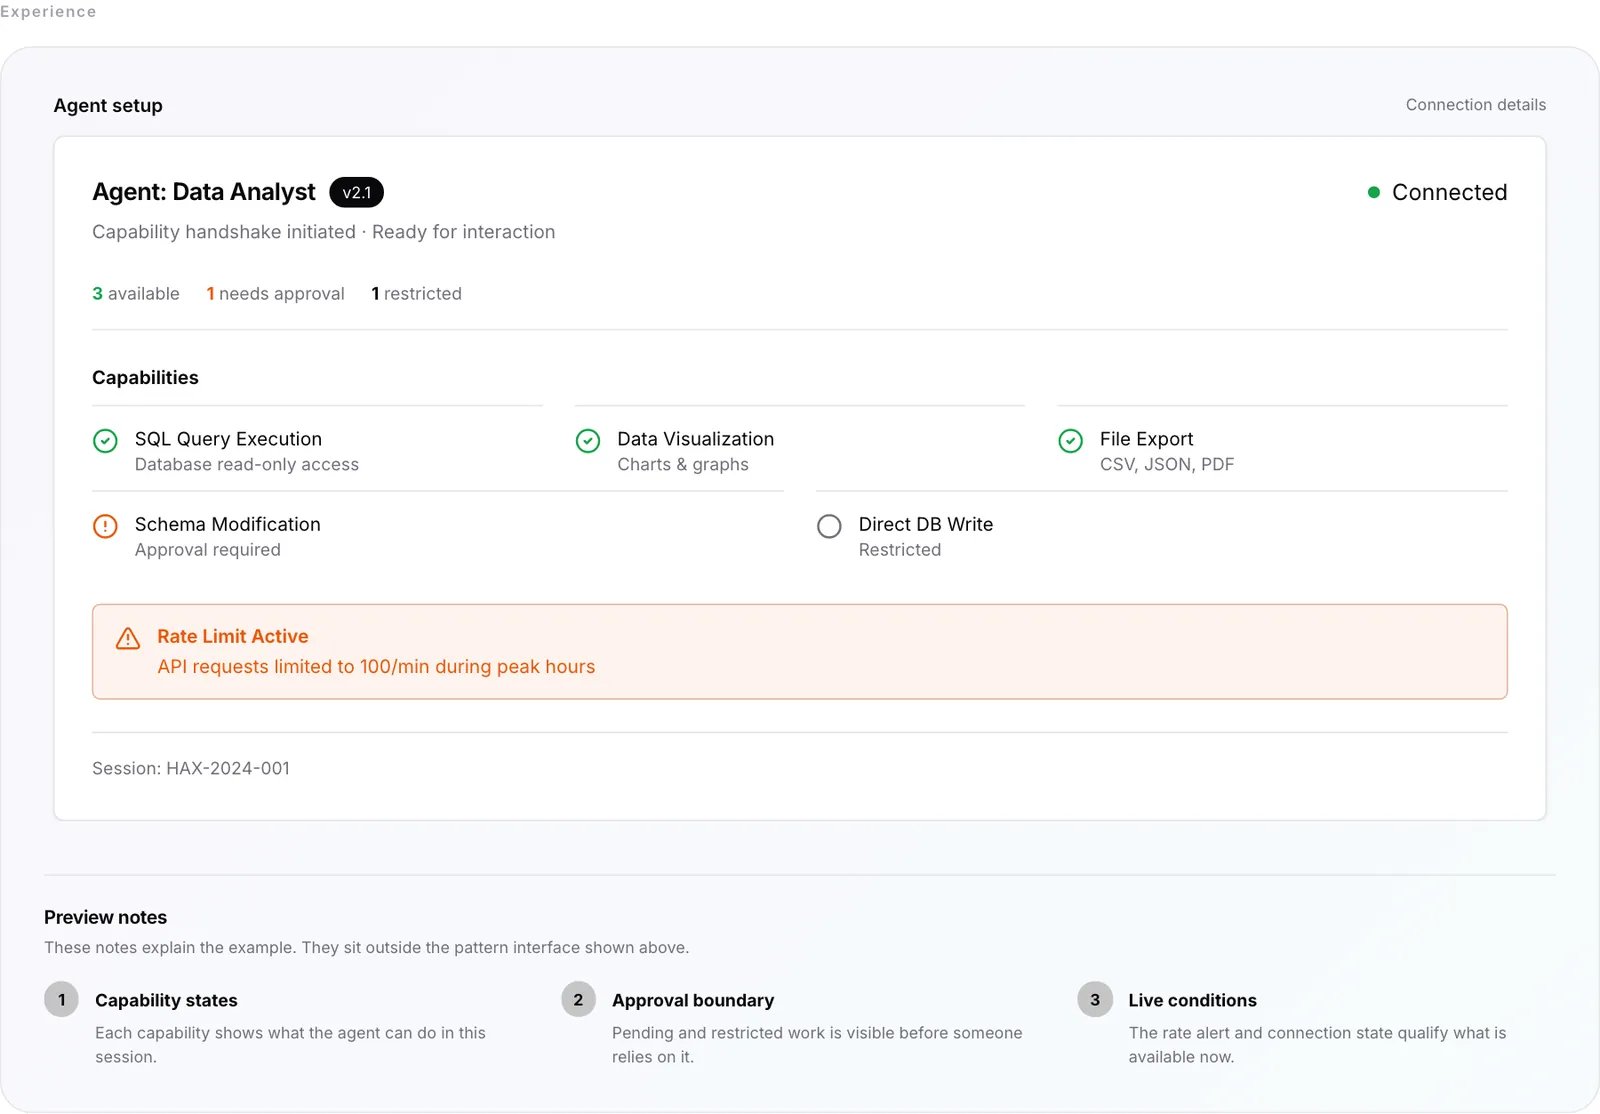 Experience
Agent setup
Connection details
Agent: Data Analyst v2.1
Connected
Capability handshake initiated · Ready for interaction
3 available 1 needs approval 1 restricted
Capabilities
SQL Query Execution
Database read-only access
Data Visualization
Charts & graphs
File Export
CSV, JSON, PDF
Schema Modification
Approval required
Direct DB Write
Restricted
Rate Limit Active
API requests limited to 100/min during peak hours
Session: HAX-2024-001
Preview notes
These notes explain the example. They sit outside the pattern interface shown above.
1 Capability states
Each capability shows what the agent can do in this
session.
2 Approval boundary
Pending and restricted work is visible before someone
relies on it.
3 Live conditions
The rate alert and connection state qualify what is
available now.